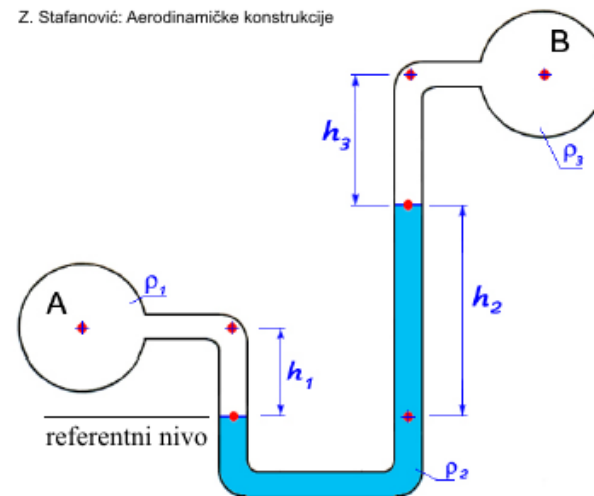 Z. Stafanović: Aerodinamičke konstrukcije
B
h₃
ρ₃
A
ρ₁
h₂
h₁
referentni nivo
ρ₂